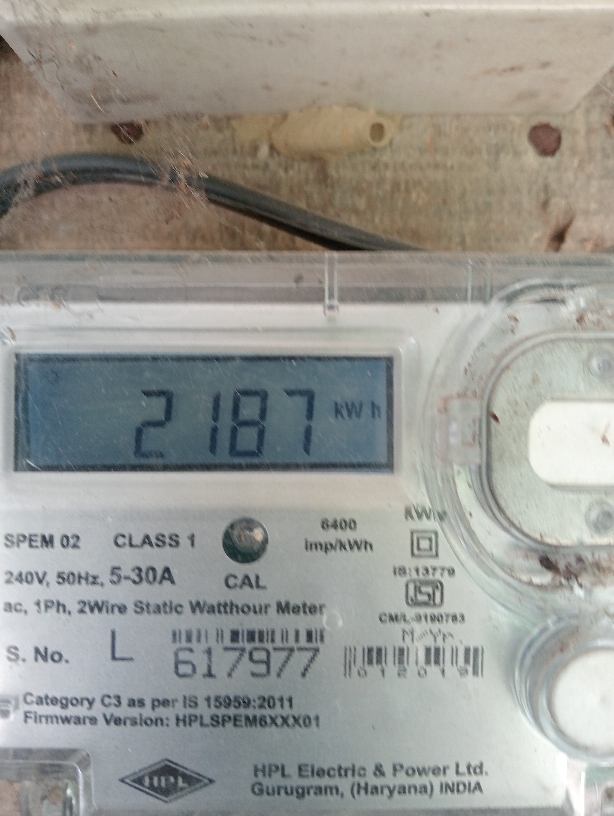 2187 kWh
SPEM 02 CLASS 1 6400 imp/kWh
240V, 50Hz, 5-30A CAL
IS:13779
ac, 1Ph, 2Wire Static Watthour Meter
CM/L-9190783
M/Yr.
S. No. L 617977 012019
Category C3 as per IS 15959:2011
Firmware Version: HPLSPEM6XXX01
HPL
HPL Electric & Power Ltd.
Gurugram, (Haryana) INDIA